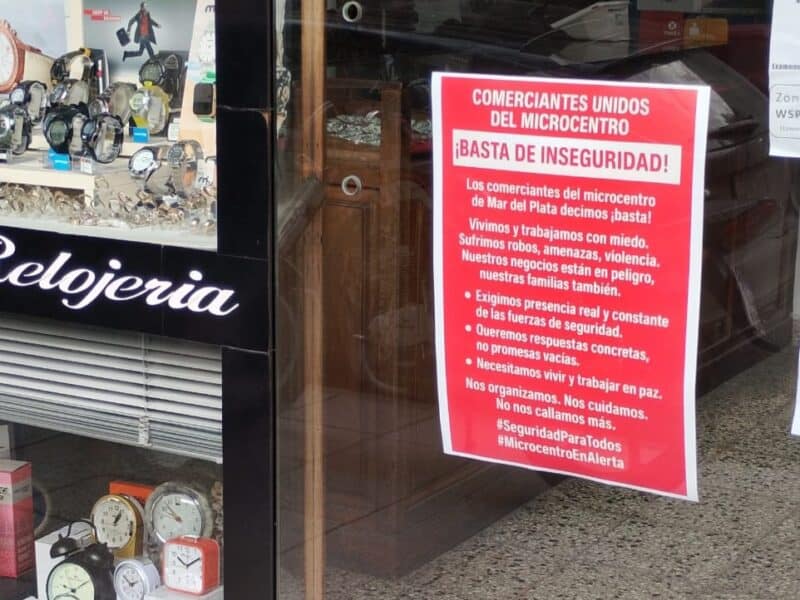 Relojeria
COMERCIANTES UNIDOS
DEL MICROCENTRO
¡BASTA DE INSEGURIDAD!
Los comerciantes del microcentro
de Mar del Plata decimos ¡basta!
Vivimos y trabajamos con miedo.
Sufrimos robos, amenazas, violencia.
Nuestros negocios están en peligro,
nuestras familias también.
• Exigimos presencia real y constante
de las fuerzas de seguridad.
• Queremos respuestas concretas,
no promesas vacías.
• Necesitamos vivir y trabajar en paz.
Nos organizamos. Nos cuidamos.
No nos callamos más.
#SeguridadParaTodos
#MicrocentroEnAlerta
WSP